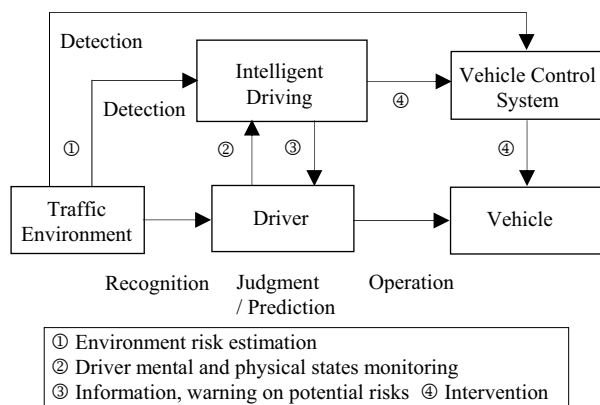 Detection
Intelligent
Driving
Vehicle Control
System
Detection
④
①
②
③
④
Traffic
Environment
Driver
Vehicle
Recognition
Judgment
/ Prediction
Operation
① Environment risk estimation
② Driver mental and physical states monitoring
③ Information, warning on potential risks ④ Intervention